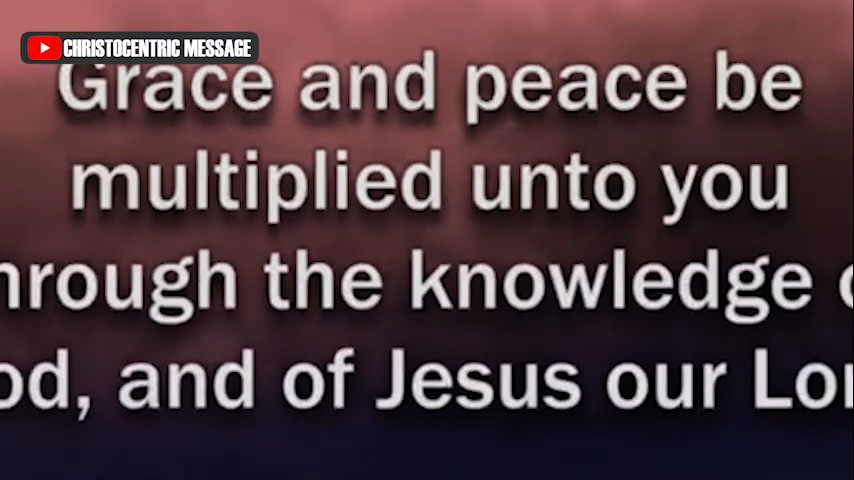 CHRISTOCENTRIC MESSAGE
Grace and peace be
multiplied unto you
hrough the knowledge o
od, and of Jesus our Lor